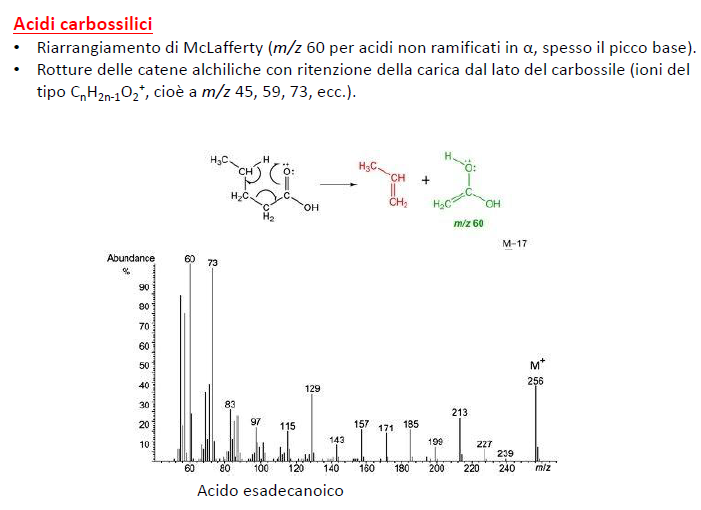 Acidi carbossilici
• Riarrangiamento di McLafferty (m/z 60 per acidi non ramificati in α, spesso il picco base).
• Rotture delle catene alchiliche con ritenzione della carica dal lato del carbossile (ioni del
tipo CₙH₂ₙ₋₁O₂⁺, cioè a m/z 45, 59, 73, ecc.).
H₃C CH H Ö:
H₂C C H₂ C OH
H₃C CH CH₂
+
H Ö: H₂C C OH
m/z 60
M-17
Abundance
%
90
80
70
60
50
40
30
20
10
60 73 83 97 115 129 143 157 171 185 199 213 227 239 M⁺ 256
60 80 100 120 140 160 180 200 220 240 m/z
Acido esadecanoico